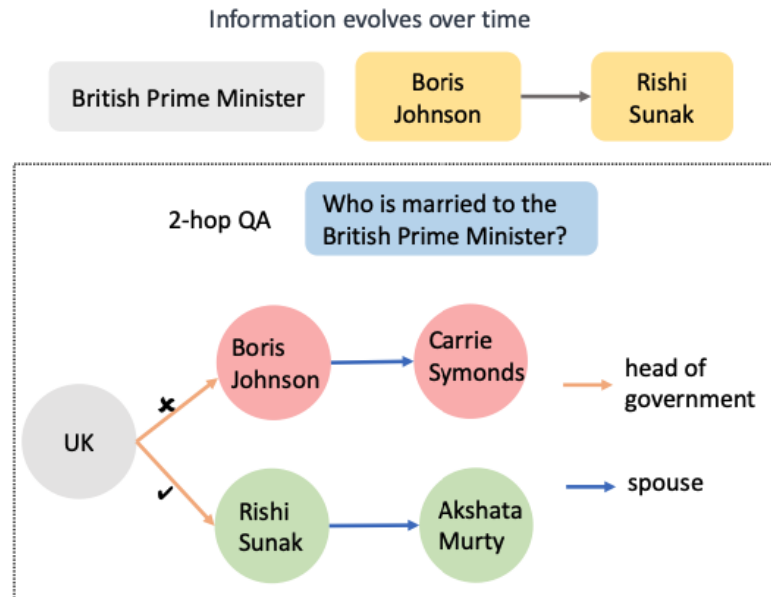 Information evolves over time
British Prime Minister
Boris
Johnson
Rishi
Sunak
2-hop QA
Who is married to the
British Prime Minister?
Boris
Johnson
Carrie
Symonds
head of
government
UK
spouse
Rishi
Sunak
Akshata
Murty